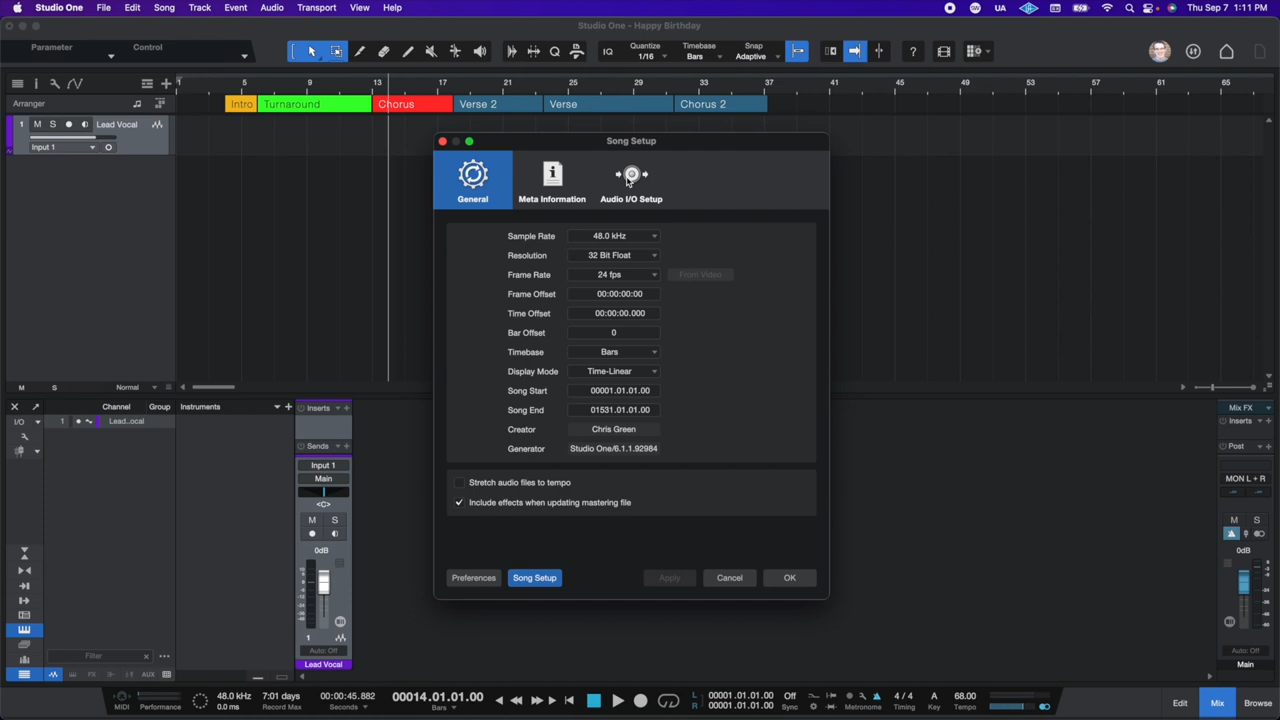 Studio One File Edit Song Track Event Audio Transport View Help UA Thu Sep 7 1:11 PM
Studio One - Happy Birthday
Parameter Control IQ Quantize Timebase Snap
1/16 Bars Adaptive ?
1 5 9 13 17 21 25 29 33 37 41 45 49 53 57 61 65
Arranger Intro Turnaround Chorus Verse 2 Verse Chorus 2
1 M S Lead Vocal
Input 1
Song Setup
General Meta Information Audio I/O Setup
Sample Rate 48.0 kHz
Resolution 32 Bit Float
Frame Rate 24 fps From Video
Frame Offset 00:00:00:00
Time Offset 00:00:00.000
Bar Offset 0
Timebase Bars
Display Mode Time-Linear
Song Start 00001.01.01.00
Song End 01531.01.01.00
Creator Chris Green
Generator Studio One/6.1.1.92984
Stretch audio files to tempo
Include effects when updating mastering file
Preferences Song Setup Apply Cancel OK
M S Normal
Channel Group Instruments Inserts Mix FX
I/O 1 Lead..ocal Inserts
Sends Post
Input 1
Main MON L + R
<C>
M S M S
0dB 0dB
1
Auto: Off Auto: Off
Filter
FX AUX Lead Vocal Main
MIDI Performance 48.0 kHz 0.0 ms 7:01 days Record Max 00:00:45.882 Seconds 00014.01.01.00 Bars L 00001.01.01.00 R 00001.01.01.00 Off Sync Metronome 4 / 4 Timing A Key 68.00 Tempo Edit Mix Browse